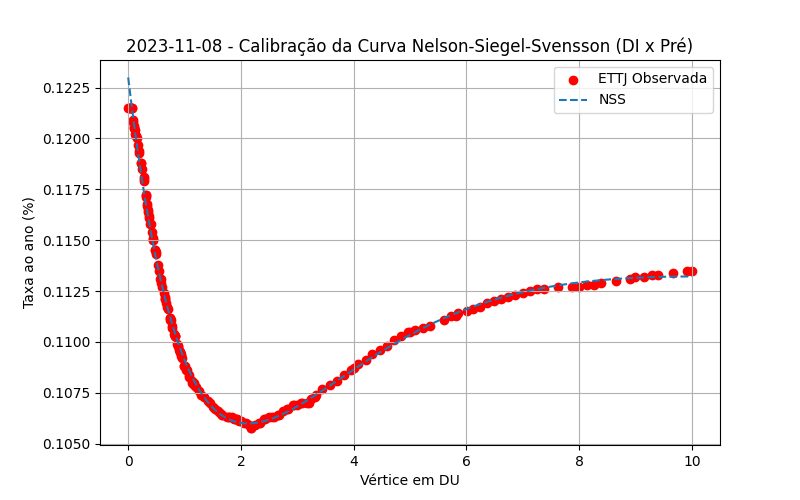 2023-11-08 - Calibração da Curva Nelson-Siegel-Svensson (DI x Pré)
ETTJ Observada
NSS
Taxa ao ano (%)
0.1225
0.1200
0.1175
0.1150
0.1125
0.1100
0.1075
0.1050
0 2 4 6 8 10
Vértice em DU